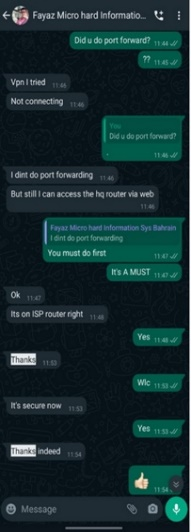 Fayaz Micro hard Informatio...
Did u do port forward? 11:44
?? 11:45
Vpn I tried 11:46
Not connecting 11:46
You
Did u do port forward?
. 11:46
I dint do port forwarding 11:46
But still I can access the hq router via web
11:46
Fayaz Micro hard Information Sys Bahrain
I dint do port forwarding
You must do first 11:47
It's A MUST 11:47
Ok 11:47
Its on ISP router right 11:48
Yes 11:48
Thanks 11:53
Wlc 11:53
It's secure now 11:53
Yes 11:53
Thanks indeed 11:54
11:54
Message